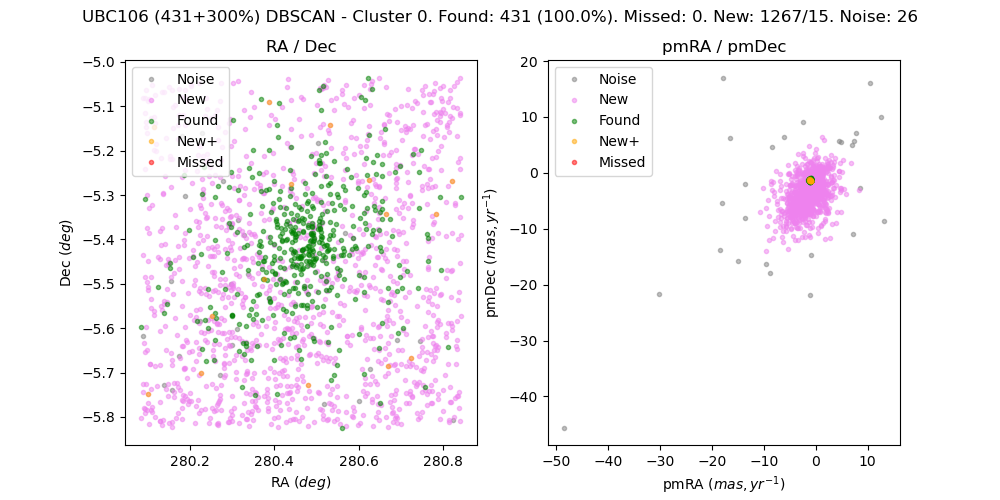 UBC106 (431+300%) DBSCAN - Cluster 0. Found: 431 (100.0%). Missed: 0. New: 1267/15. Noise: 26
RA / Dec
−5.0
−5.1
−5.2
−5.3
−5.4
−5.5
−5.6
−5.7
−5.8
Dec (deg)
Noise
New
Found
New+
Missed
280.2
280.4
280.6
280.8
RA (deg)
pmRA / pmDec
20
10
0
−10
−20
−30
−40
pmDec (mas, yr⁻¹)
Noise
New
Found
New+
Missed
−50
−40
−30
−20
−10
0
10
pmRA (mas, yr⁻¹)